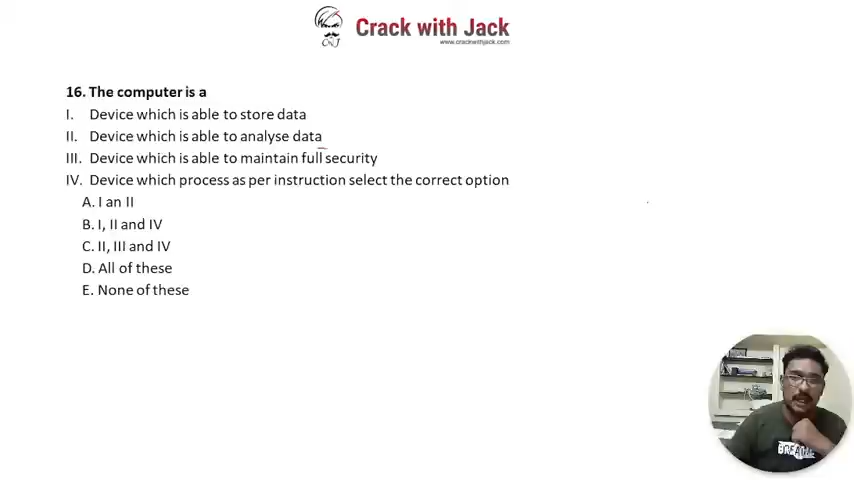 Crack with Jack
www.crackwithjack.com
CWJ
16. The computer is a
I. Device which is able to store data
II. Device which is able to analyse data
III. Device which is able to maintain full security
IV. Device which process as per instruction select the correct option
A. I an II
B. I, II and IV
C. II, III and IV
D. All of these
E. None of these